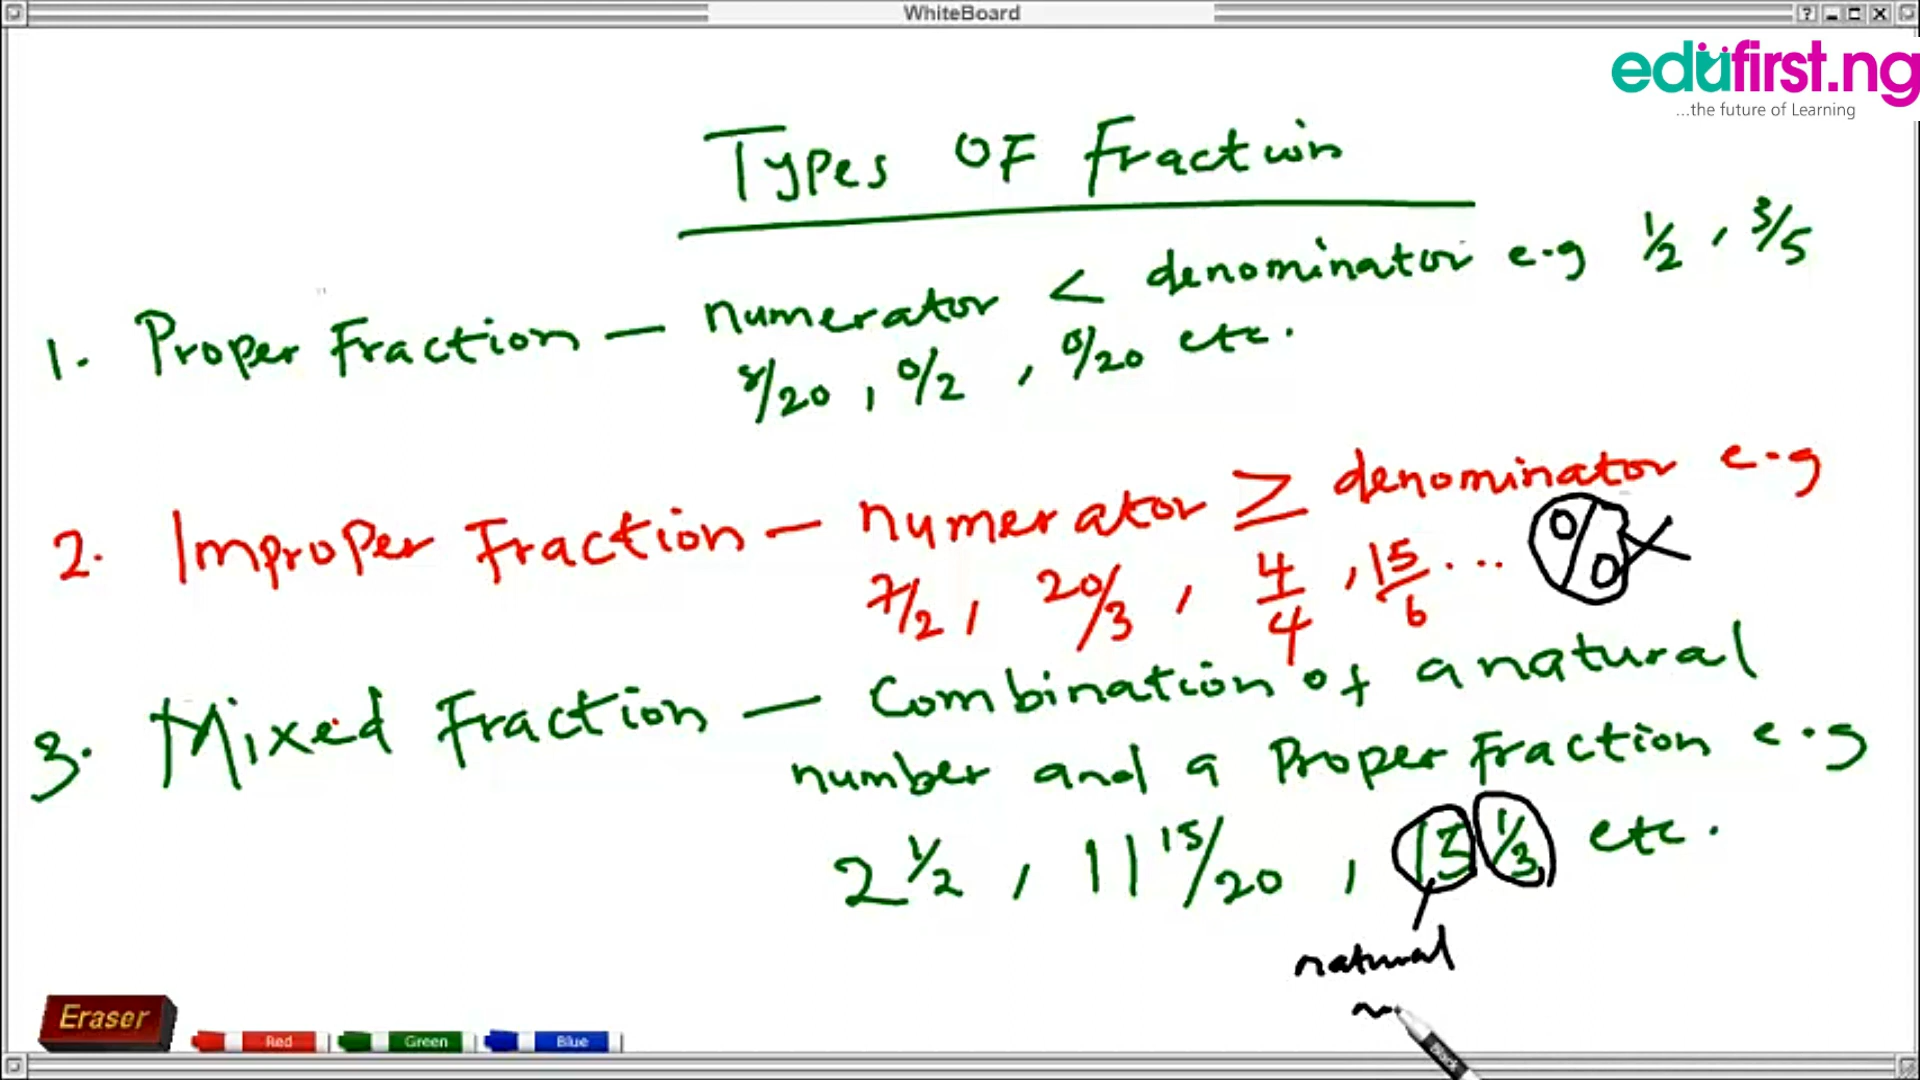 WhiteBoard
edufirst.ng
...the future of Learning
Types OF Fraction
1. Proper Fraction — numerator < denominator e.g 1/2, 3/5
8/20, 0/2, 0/20 etc.
2. Improper Fraction — numerator ≥ denominator e.g
7/2, 20/3, 4/4, 15/6 ... 0/0
3. Mixed Fraction — Combination of a natural
number and a Proper Fraction e.g
2 1/2, 11 15/20, 15 1/3 etc.
natural
Eraser
Red Green Blue
Black